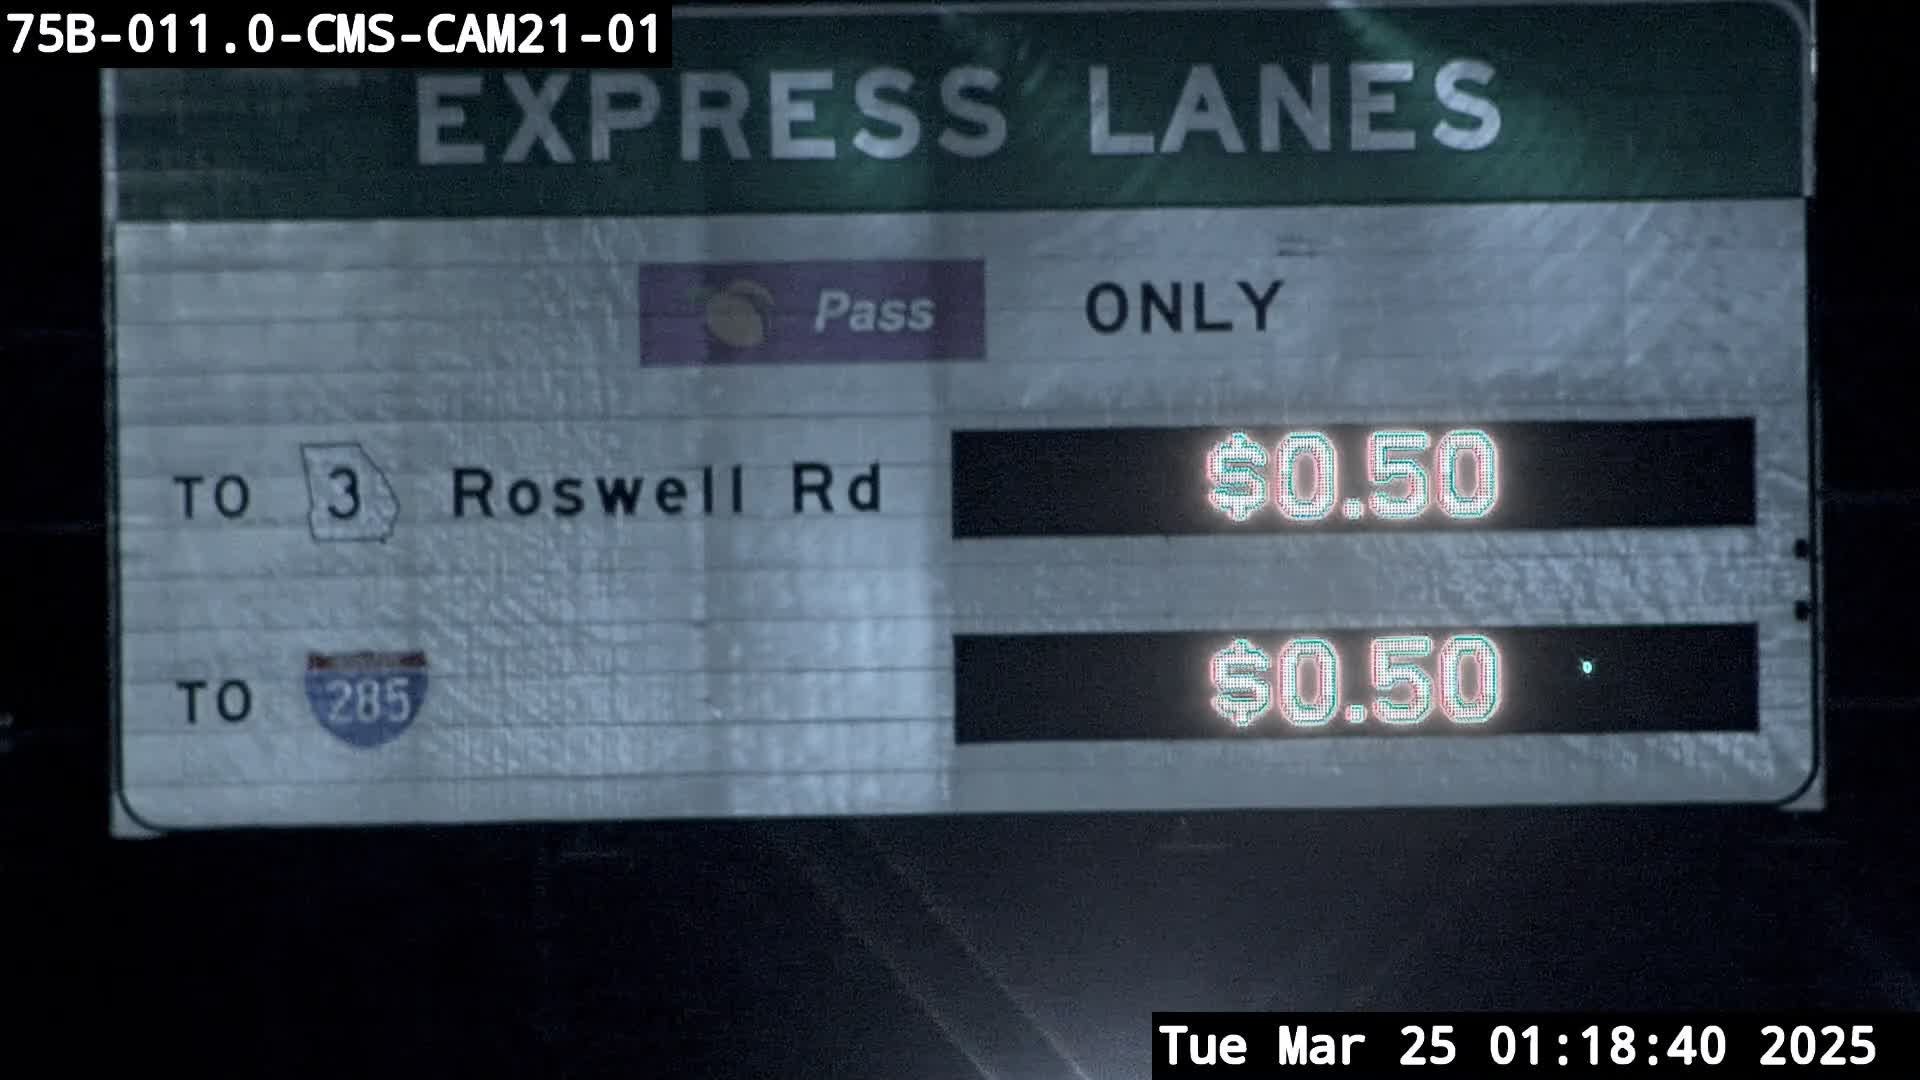 75B-011.0-CMS-CAM21-01
EXPRESS LANES
Pass ONLY
TO 3 Roswell Rd $0.50
TO 285 $0.50
Tue Mar 25 01:18:40 2025